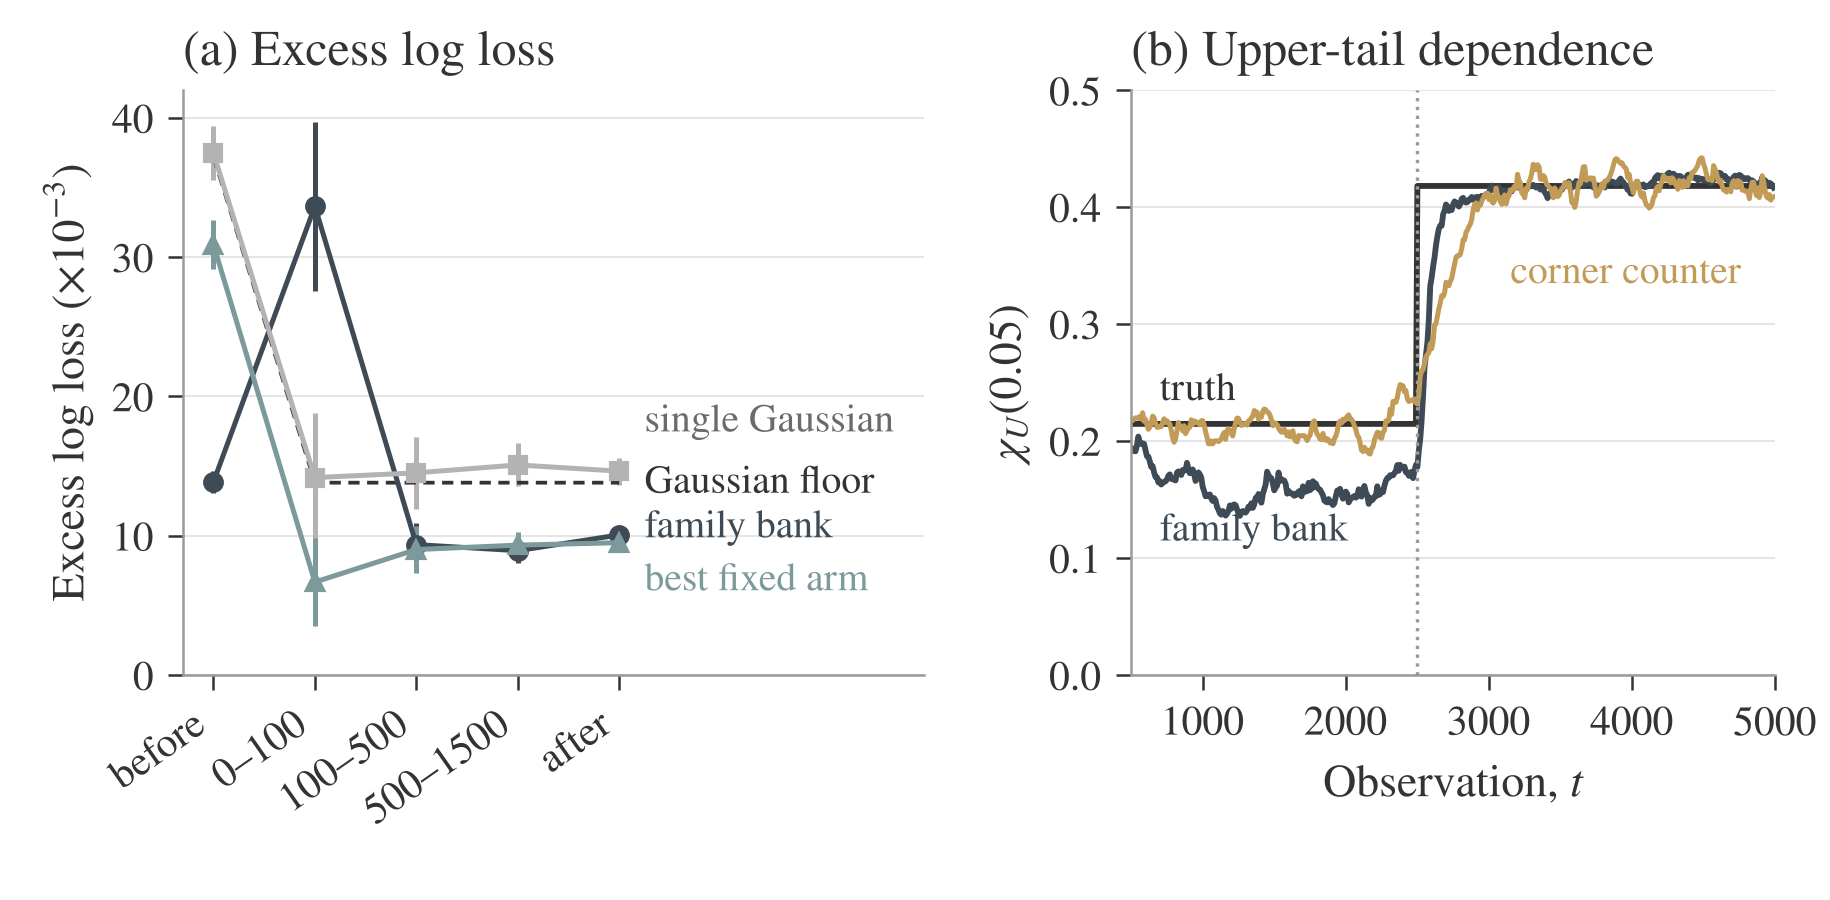 (a) Excess log loss
Excess log loss (×10⁻³)
40
30
20
10
0
before
0–100
100–500
500–1500
after
single Gaussian
Gaussian floor
family bank
best fixed arm
(b) Upper-tail dependence
χU(0.05)
0.5
0.4
0.3
0.2
0.1
0.0
1000
2000
3000
4000
5000
Observation, t
corner counter
truth
family bank